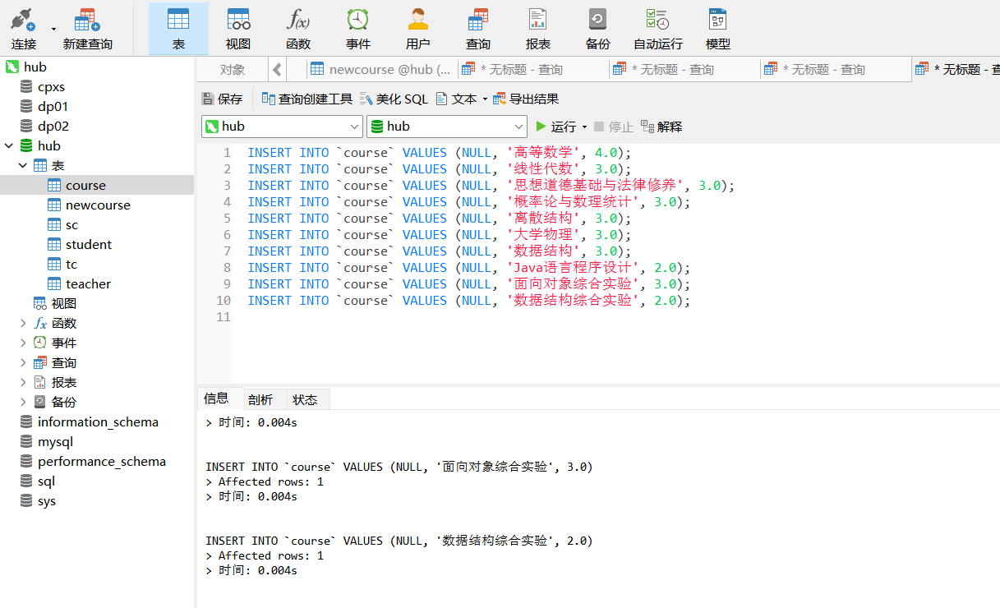 连接
新建查询
表
视图
函数
事件
用户
查询
报表
备份
自动运行
模型
hub
cpxs
dp01
dp02
hub
表
course
newcourse
sc
student
tc
teacher
视图
函数
事件
查询
报表
备份
information_schema
mysql
performance_schema
sql
sys
对象
newcourse @hub (...
* 无标题 - 查询
* 无标题 - 查询
* 无标题 - 查询
* 无标题 - 查
保存 查询创建工具 美化 SQL 文本 导出结果
hub hub 运行 停止 解释
1 INSERT INTO `course` VALUES (NULL, '高等数学', 4.0);
2 INSERT INTO `course` VALUES (NULL, '线性代数', 3.0);
3 INSERT INTO `course` VALUES (NULL, '思想道德基础与法律修养', 3.0);
4 INSERT INTO `course` VALUES (NULL, '概率论与数理统计', 3.0);
5 INSERT INTO `course` VALUES (NULL, '离散结构', 3.0);
6 INSERT INTO `course` VALUES (NULL, '大学物理', 3.0);
7 INSERT INTO `course` VALUES (NULL, '数据结构', 3.0);
8 INSERT INTO `course` VALUES (NULL, 'Java语言程序设计', 2.0);
9 INSERT INTO `course` VALUES (NULL, '面向对象综合实验', 3.0);
10 INSERT INTO `course` VALUES (NULL, '数据结构综合实验', 2.0);
11
信息 剖析 状态
> 时间: 0.004s
INSERT INTO `course` VALUES (NULL, '面向对象综合实验', 3.0)
> Affected rows: 1
> 时间: 0.004s
INSERT INTO `course` VALUES (NULL, '数据结构综合实验', 2.0)
> Affected rows: 1
> 时间: 0.004s